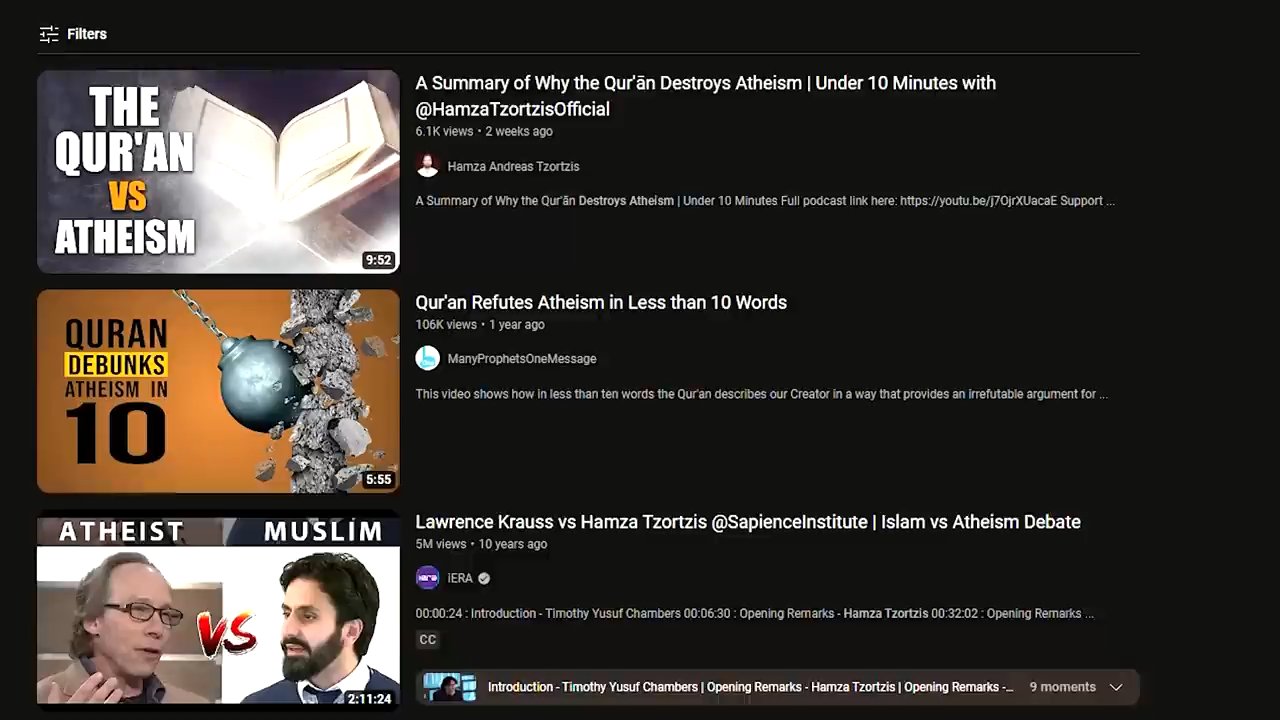 Filters
THE
QUR'AN
VS
ATHEISM
9:52
A Summary of Why the Qur'ān Destroys Atheism | Under 10 Minutes with
@HamzaTzortzisOfficial
6.1K views • 2 weeks ago
Hamza Andreas Tzortzis
A Summary of Why the Qur'ān Destroys Atheism | Under 10 Minutes Full podcast link here: https://youtu.be/j7OjrXUacaE Support ...
QURAN
DEBUNKS
ATHEISM IN
10
5:55
Qur'an Refutes Atheism in Less than 10 Words
106K views • 1 year ago
ManyProphetsOneMessage
This video shows how in less than ten words the Qur'an describes our Creator in a way that provides an irrefutable argument for ...
ATHEIST MUSLIM
VS
2:11:24
Lawrence Krauss vs Hamza Tzortzis @SapienceInstitute | Islam vs Atheism Debate
5M views • 10 years ago
iERA
00:00:24 : Introduction - Timothy Yusuf Chambers 00:06:30 : Opening Remarks - Hamza Tzortzis 00:32:02 : Opening Remarks ...
CC
Introduction - Timothy Yusuf Chambers | Opening Remarks - Hamza Tzortzis | Opening Remarks -... 9 moments